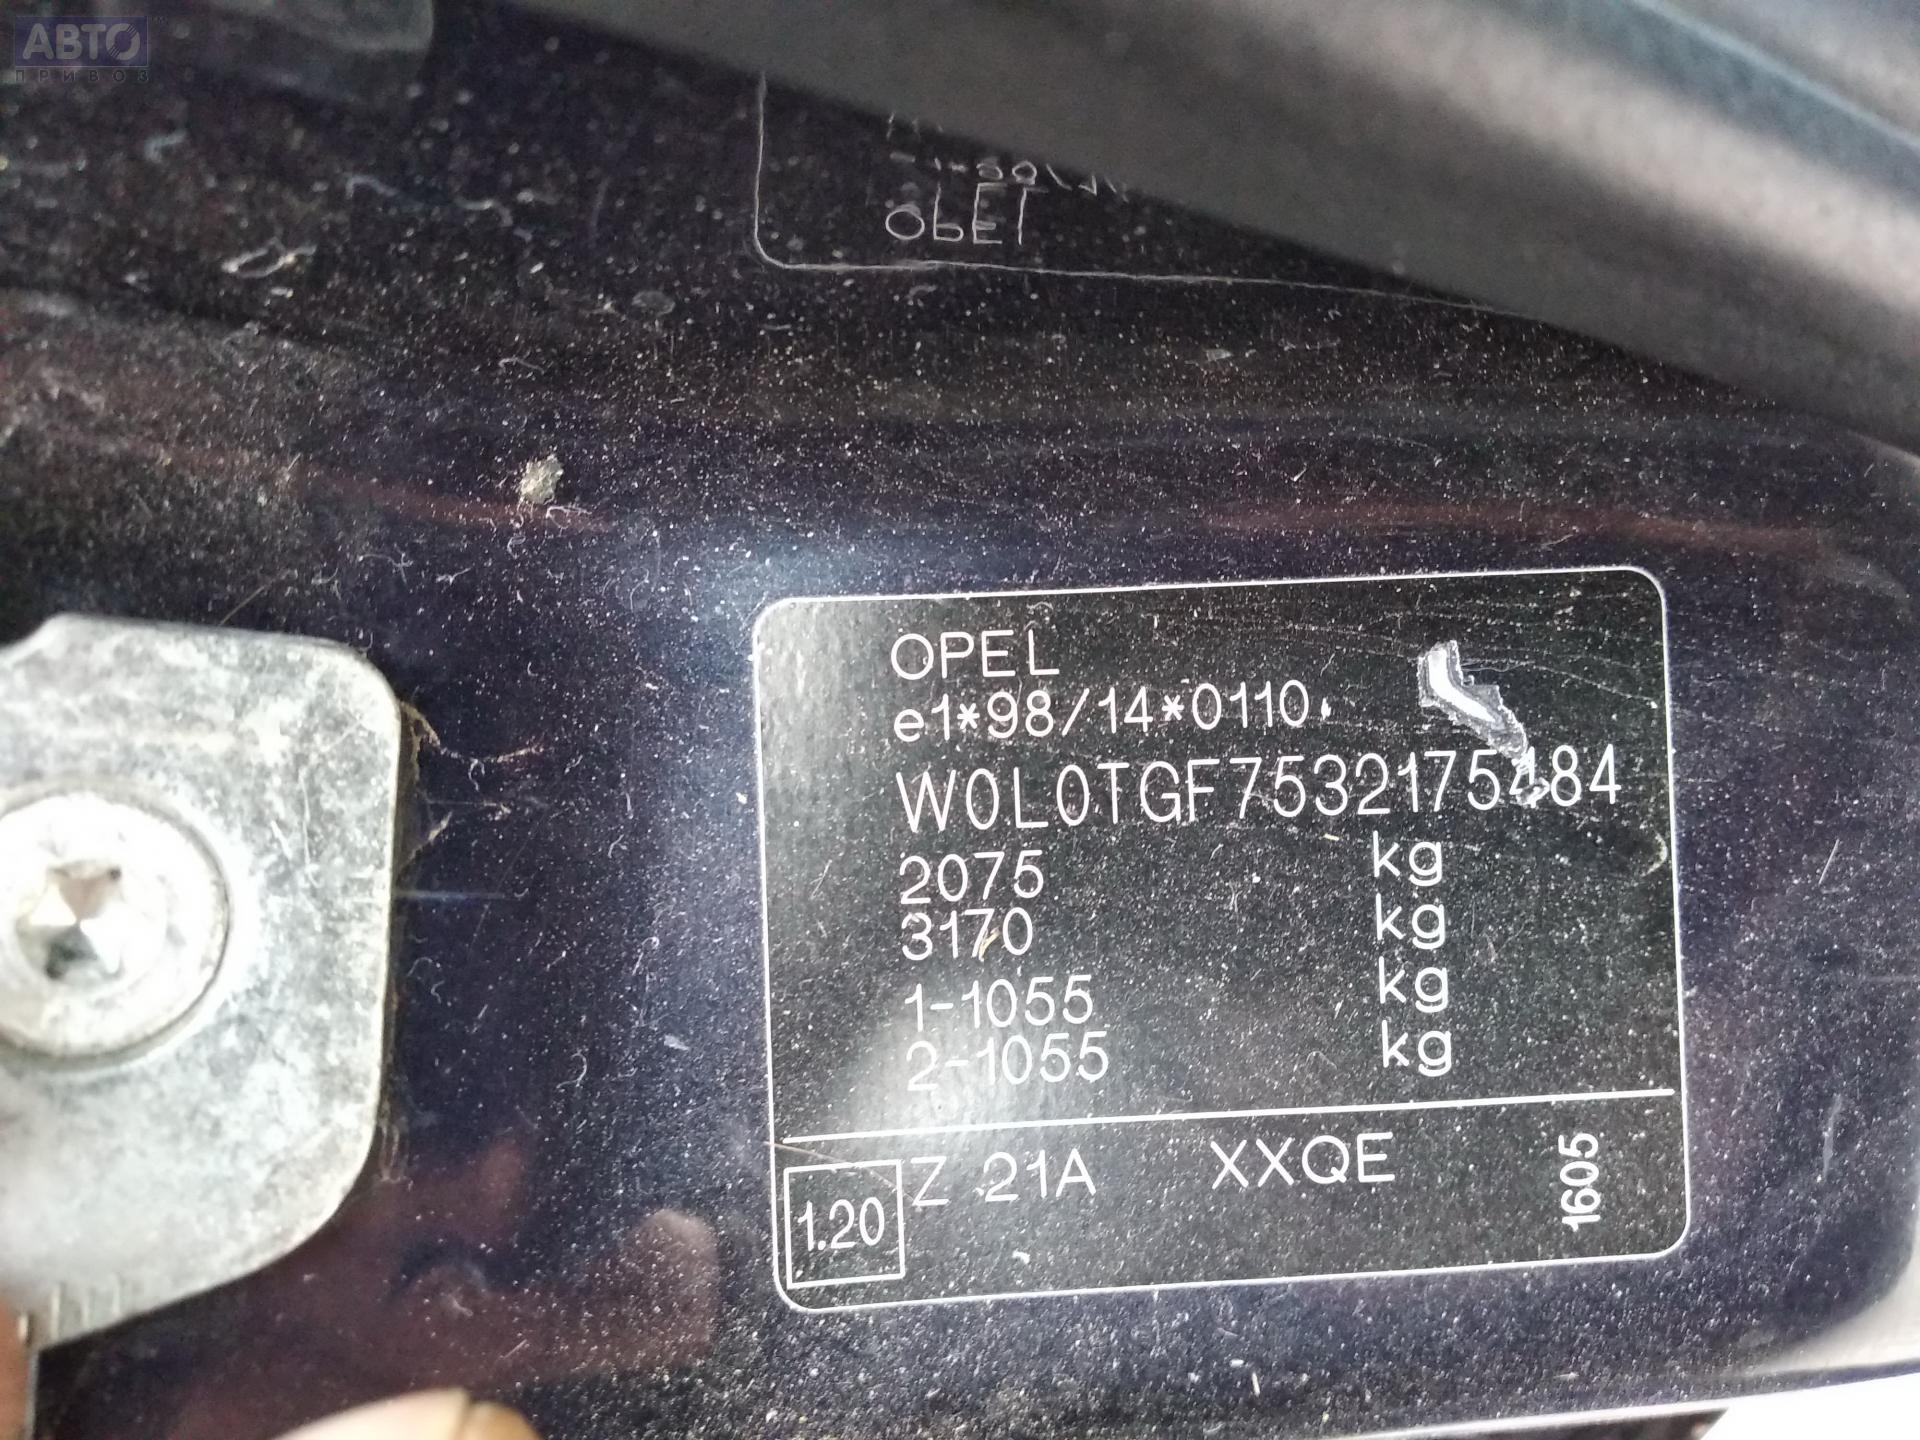 АВТО
ПРИВОЗ
OPEL
e1*98/14*0110
W0L0TGF7532175484
2075 kg
3170 kg
1-1055 kg
2-1055 kg
1.20 Z 21A XXQE 1605